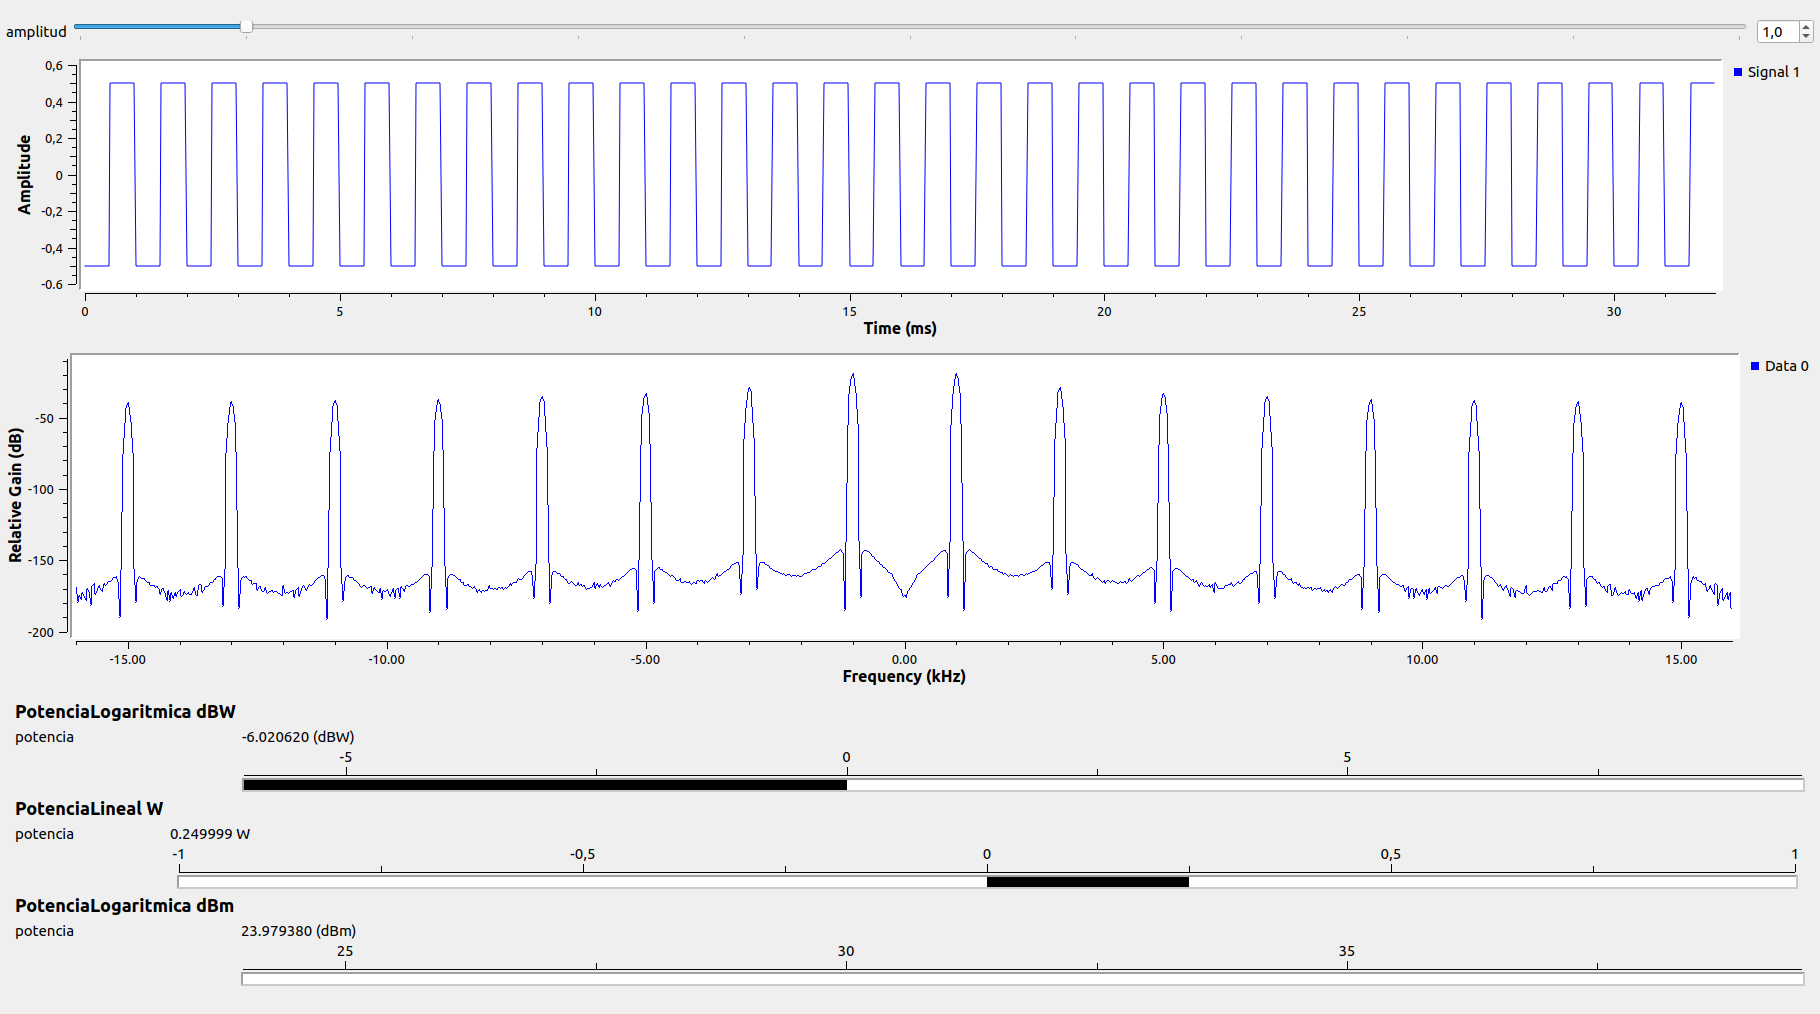 amplitud
1,0
0,6
0,4
0,2
0
-0,2
-0,4
-0.6
Amplitude
Signal 1
0 5 10 15 20 25 30
Time (ms)
-50
-100
-150
-200
Relative Gain (dB)
Data 0
-15.00 -10.00 -5.00 0.00 5.00 10.00 15.00
Frequency (kHz)
PotenciaLogaritmica dBW
potencia -6.020620 (dBW)
-5 0 5
PotenciaLineal W
potencia 0.249999 W
-1 -0,5 0 0,5 1
PotenciaLogaritmica dBm
potencia 23.979380 (dBm)
25 30 35